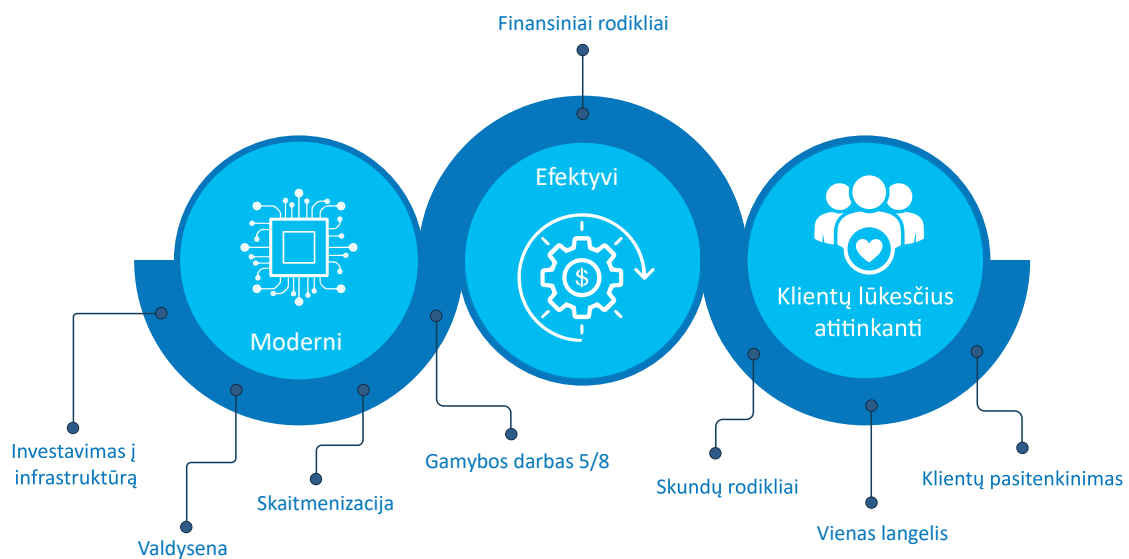 Finansiniai rodikliai
Moderni
Efektyvi
$
Klientų lūkesčius
atitinkanti
Investavimas į
infrastruktūrą
Valdysena
Skaitmenizacija
Gamybos darbas 5/8
Skundų rodikliai
Vienas langelis
Klientų pasitenkinimas